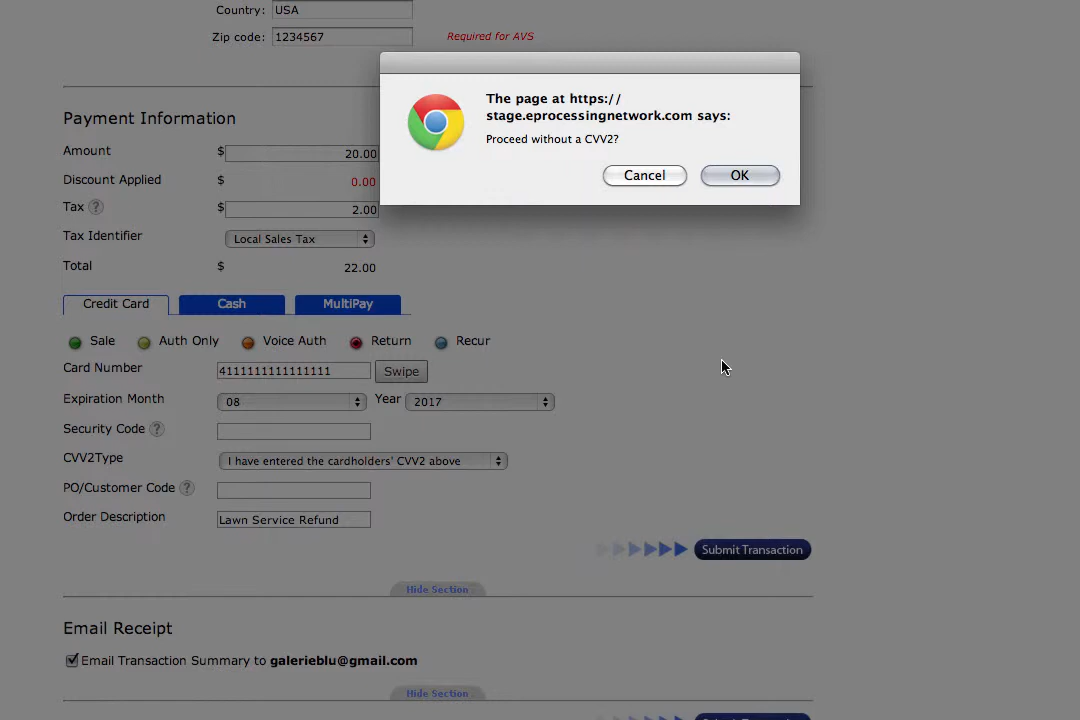 Country: USA
Zip code: 1234567 Required for AVS
The page at https://
stage.eprocessingnetwork.com says:
Proceed without a CVV2?
Cancel OK
Payment Information
Amount $ 20.00
Discount Applied $ 0.00
Tax ? $ 2.00
Tax Identifier Local Sales Tax
Total $ 22.00
Credit Card Cash MultiPay
Sale Auth Only Voice Auth Return Recur
Card Number 4111111111111111 Swipe
Expiration Month 08 Year 2017
Security Code ?
CVV2Type I have entered the cardholders' CVV2 above
PO/Customer Code ?
Order Description Lawn Service Refund
Submit Transaction
Hide Section
Email Receipt
Email Transaction Summary to galerieblu@gmail.com
Hide Section
Submit Transaction